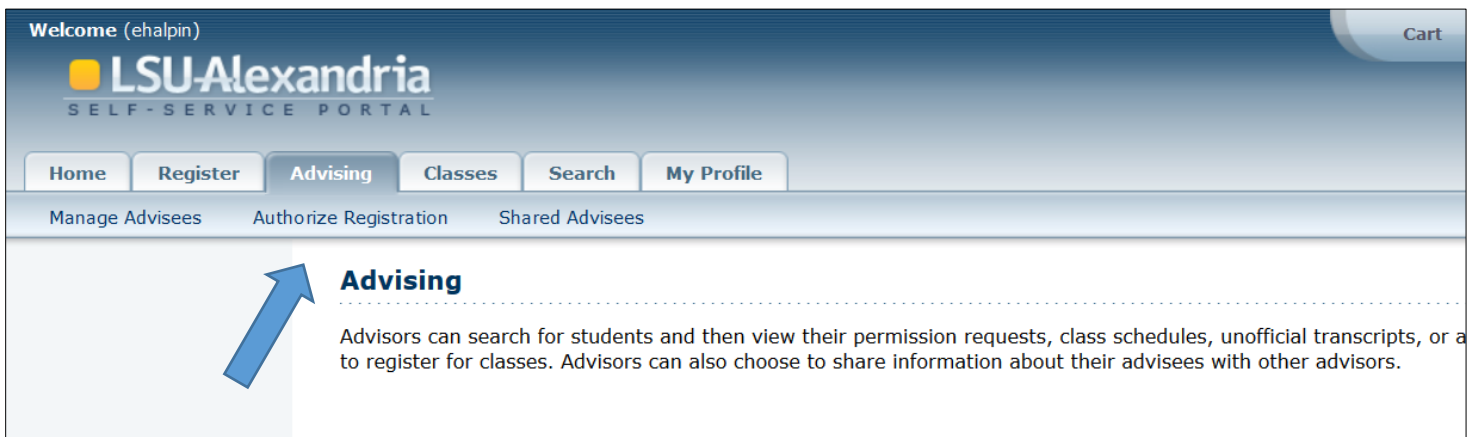 Welcome (ehalpin)
Cart
LSU-Alexandria
SELF-SERVICE PORTAL
Home Register Advising Classes Search My Profile
Manage Advisees Authorize Registration Shared Advisees
Advising
Advisors can search for students and then view their permission requests, class schedules, unofficial transcripts, or a
to register for classes. Advisors can also choose to share information about their advisees with other advisors.